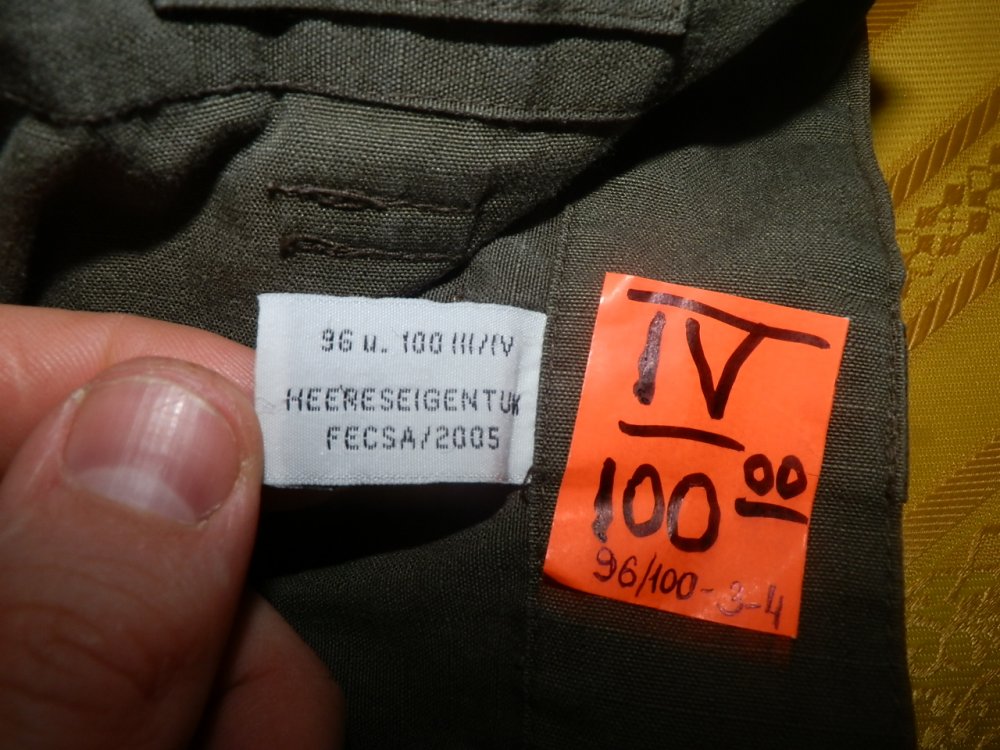 96 u. 100 III/IV
HEERESEIGENTUM
FECSA/2005
IV
100 00
96/100-3-4